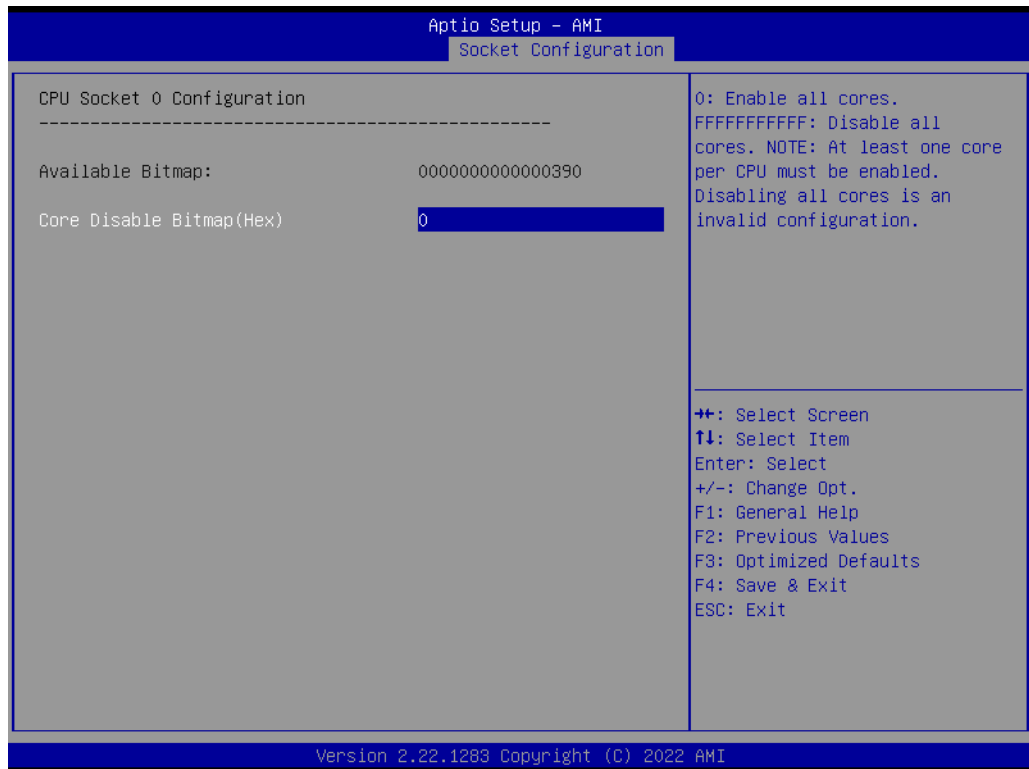 Aptio Setup – AMI
Socket Configuration
CPU Socket 0 Configuration
--------------------------------------------------
Available Bitmap: 0000000000000390
Core Disable Bitmap(Hex) 0
0: Enable all cores.
FFFFFFFFFFF: Disable all
cores. NOTE: At least one core
per CPU must be enabled.
Disabling all cores is an
invalid configuration.
→←: Select Screen
↑↓: Select Item
Enter: Select
+/-: Change Opt.
F1: General Help
F2: Previous Values
F3: Optimized Defaults
F4: Save & Exit
ESC: Exit
Version 2.22.1283 Copyright (C) 2022 AMI